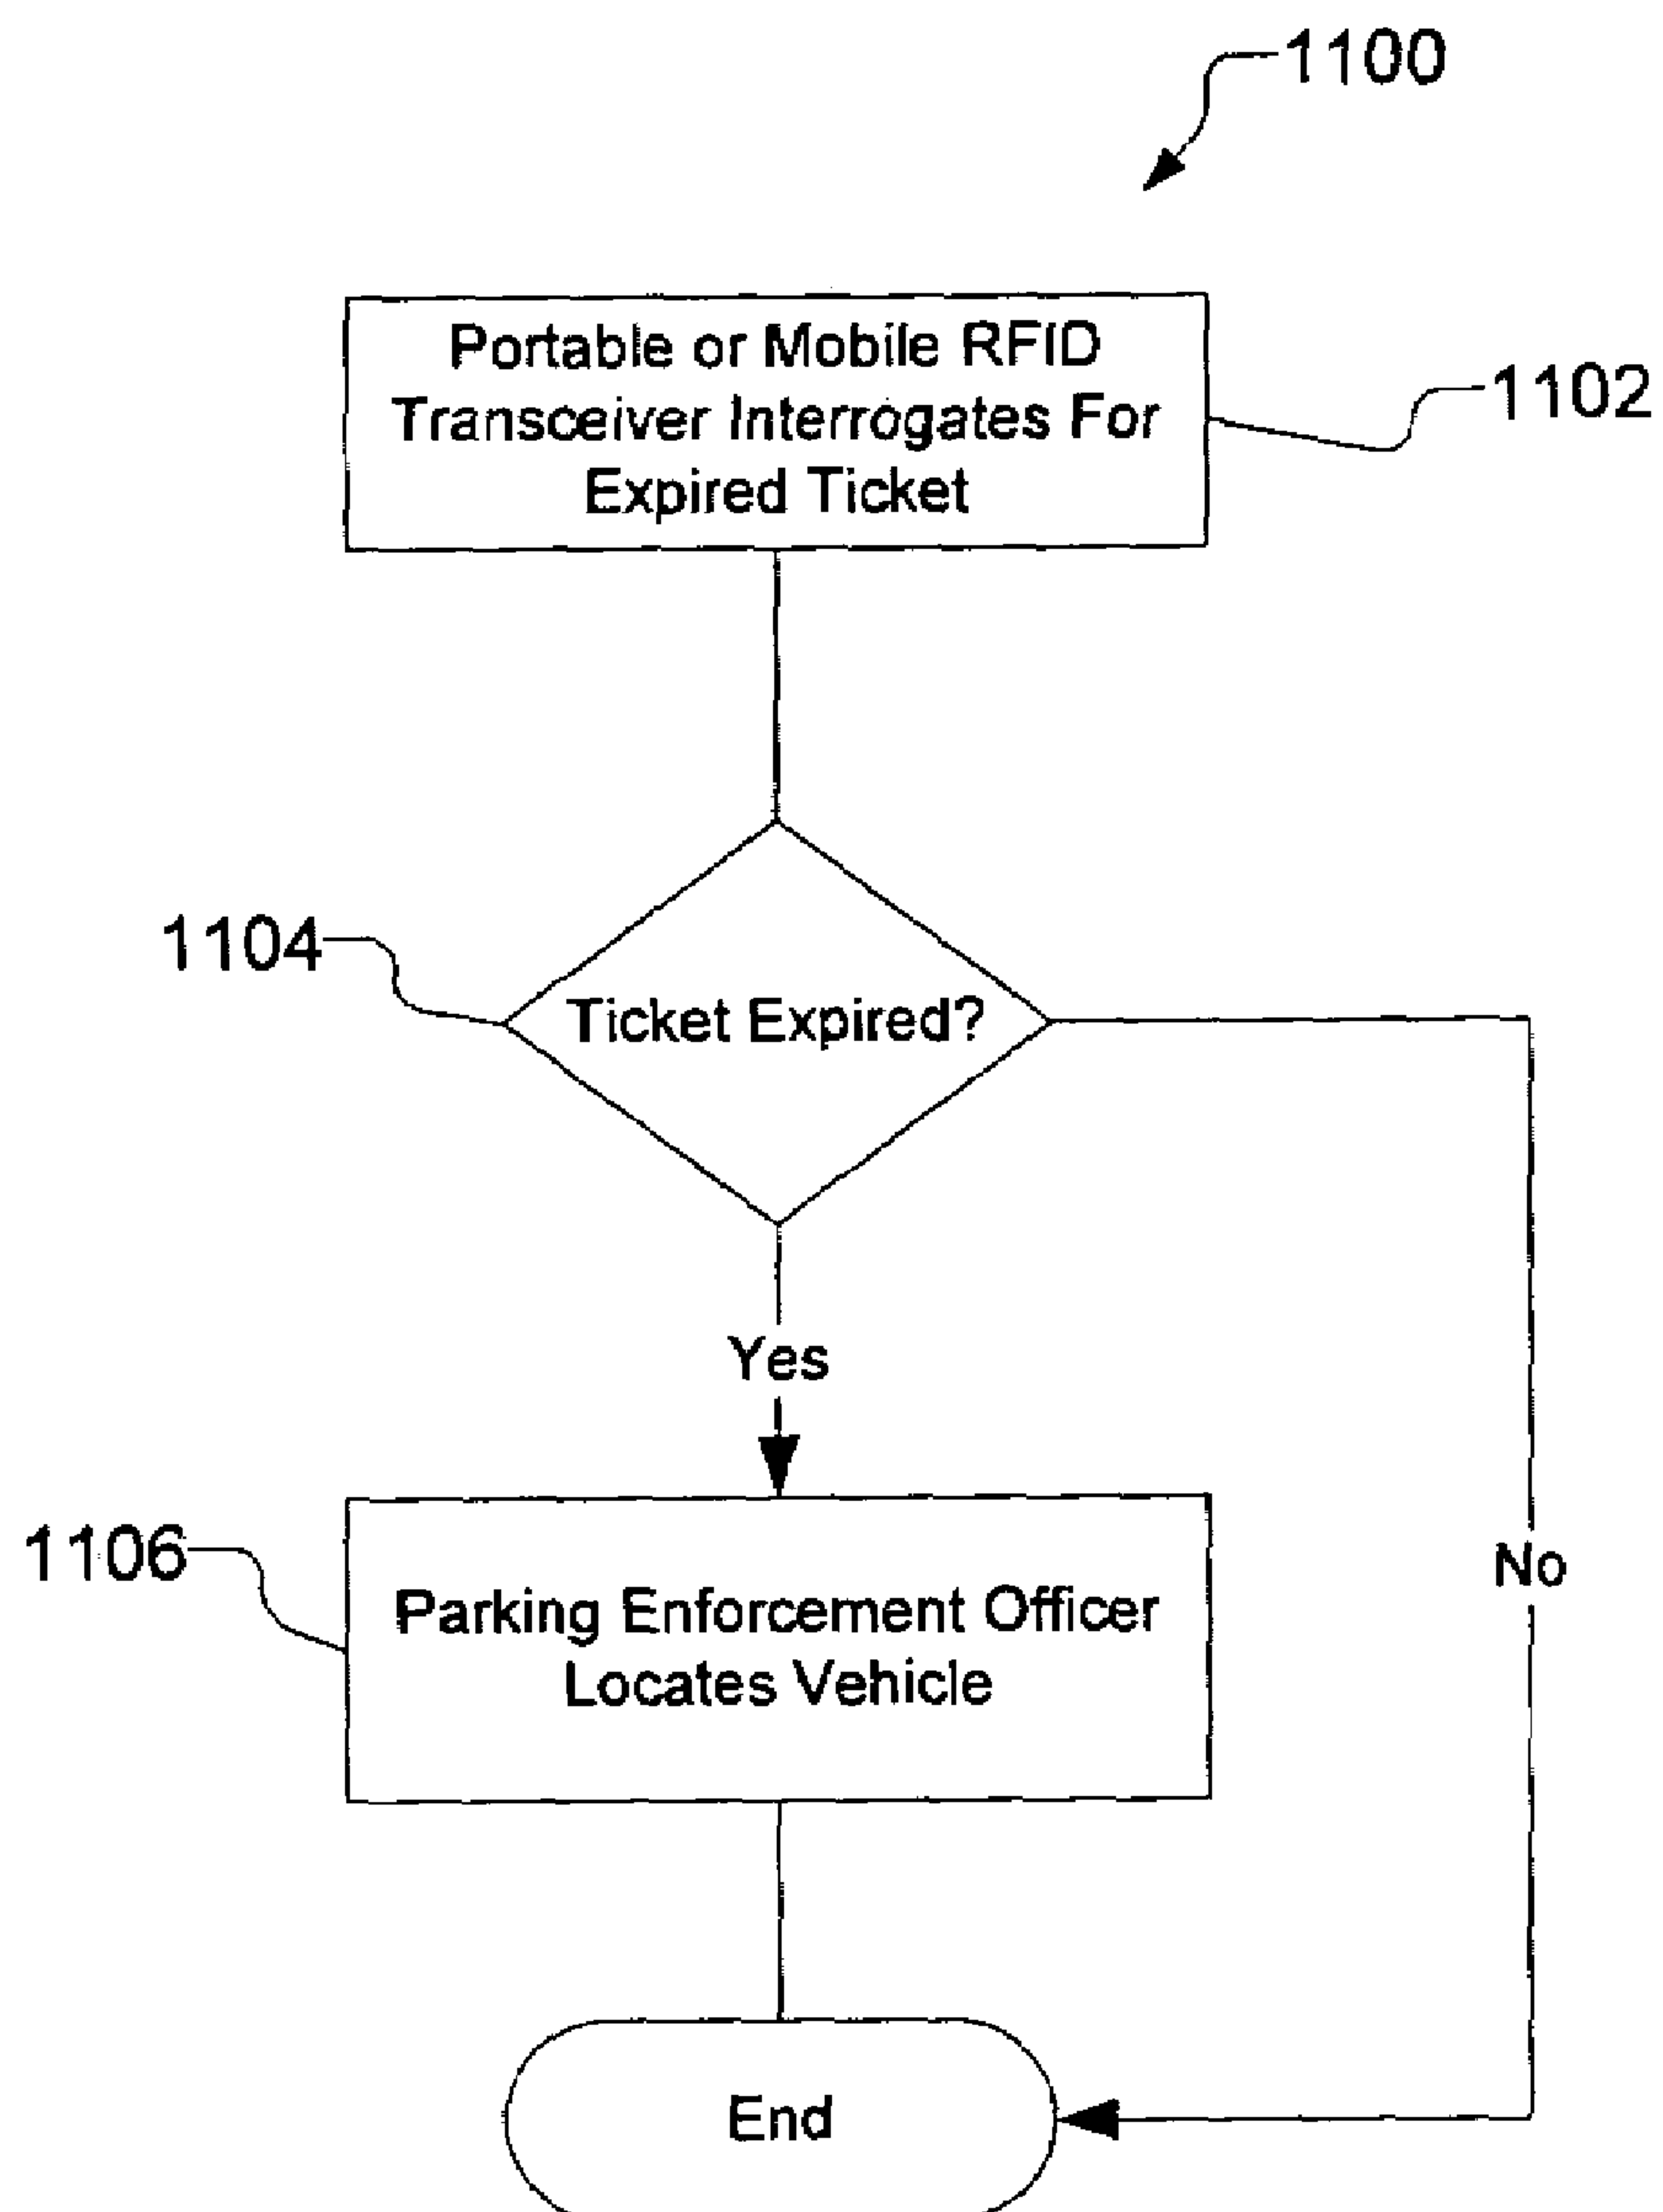 1100
Portable or Mobile RFID
Transceiver Interrogates For
Expired Ticket
1102
1104
Ticket Expired?
Yes
1106
Parking Enforcement Officer
Locates Vehicle
No
End